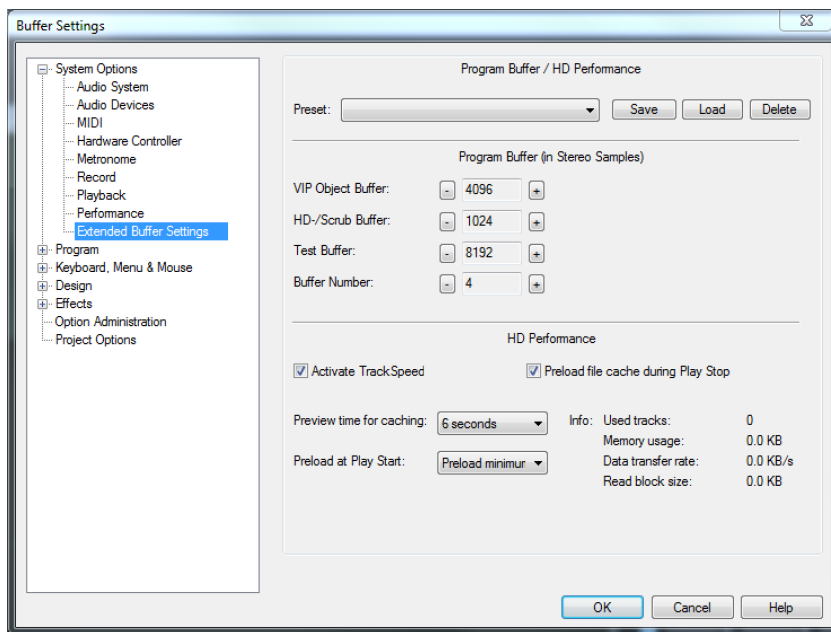 Buffer Settings
System Options
Audio System
Audio Devices
MIDI
Hardware Controller
Metronome
Record
Playback
Performance
Extended Buffer Settings
Program
Keyboard, Menu & Mouse
Design
Effects
Option Administration
Project Options
Program Buffer / HD Performance
Preset: Save Load Delete
Program Buffer (in Stereo Samples)
VIP Object Buffer: - 4096 +
HD-/Scrub Buffer: - 1024 +
Test Buffer: - 8192 +
Buffer Number: - 4 +
HD Performance
Activate TrackSpeed Preload file cache during Play Stop
Preview time for caching: 6 seconds Info: Used tracks: 0
Memory usage: 0.0 KB
Preload at Play Start: Preload minimur Data transfer rate: 0.0 KB/s
Read block size: 0.0 KB
OK Cancel Help